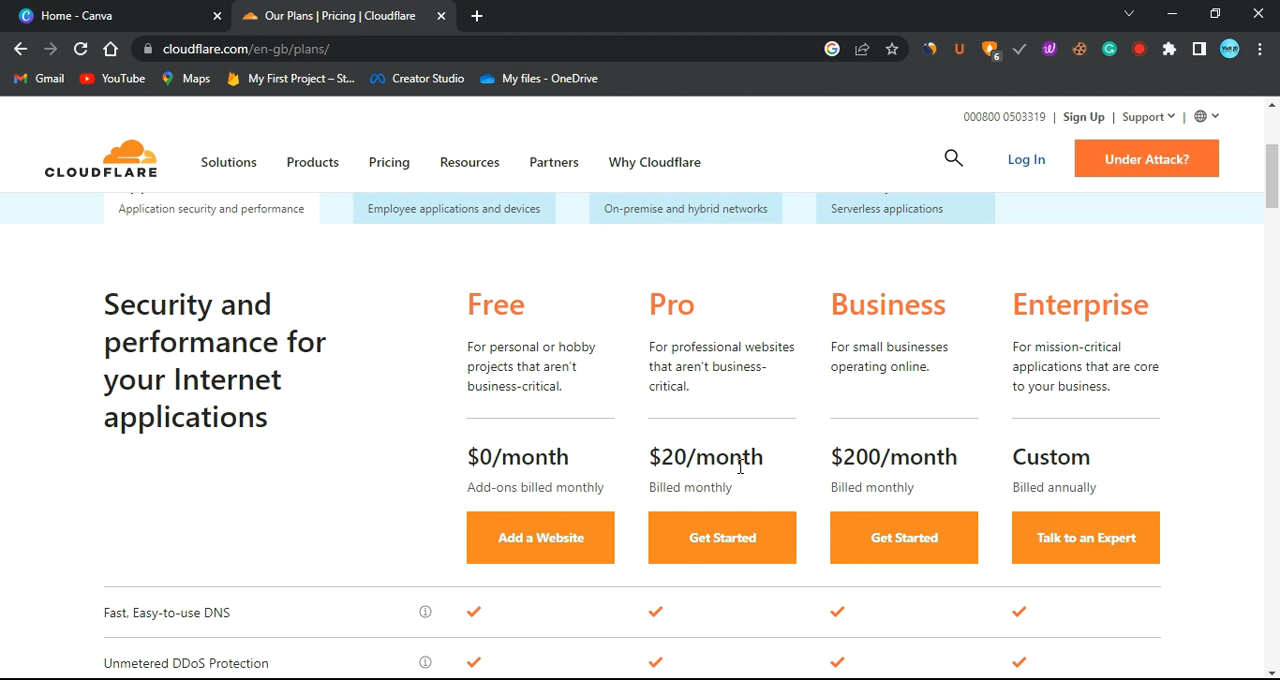 Home - Canva
Our Plans | Pricing | Cloudflare
cloudflare.com/en-gb/plans/
6
Gmail
YouTube
Maps
My First Project – St...
Creator Studio
My files - OneDrive
000800 0503319 | Sign Up | Support |
CLOUDFLARE
Solutions
Products
Pricing
Resources
Partners
Why Cloudflare
Log In
Under Attack?
Application security and performance
Employee applications and devices
On-premise and hybrid networks
Serverless applications
Security and
performance for
your Internet
applications
Free
For personal or hobby
projects that aren't
business-critical.
$0/month
Add-ons billed monthly
Add a Website
Pro
For professional websites
that aren't business-
critical.
$20/month
Billed monthly
Get Started
Business
For small businesses
operating online.
$200/month
Billed monthly
Get Started
Enterprise
For mission-critical
applications that are core
to your business.
Custom
Billed annually
Talk to an Expert
Fast, Easy-to-use DNS
Unmetered DDoS Protection